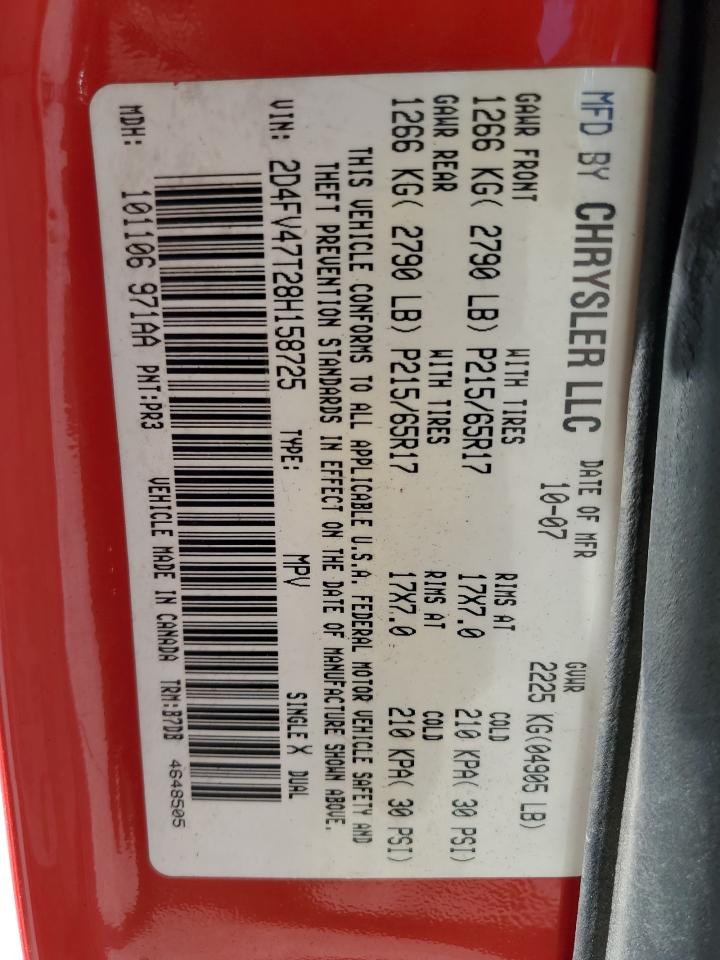 MFD BY CHRYSLER LLC DATE OF MFR GVWR
10-07 2225 KG(04905 LB)
GAWR FRONT WITH TIRES RIMS AT COLD
1266 KG( 2790 LB) P215/65R17 17X7.0 210 KPA( 30 PSI)
GAWR REAR WITH TIRES RIMS AT COLD
1266 KG( 2790 LB) P215/65R17 17X7.0 210 KPA( 30 PSI)
THIS VEHICLE CONFORMS TO ALL APPLICABLE U.S.A. FEDERAL MOTOR VEHICLE SAFETY AND
THEFT PREVENTION STANDARDS IN EFFECT ON THE DATE OF MANUFACTURE SHOWN ABOVE.
VIN: 2D4FV47T28H158725 TYPE: MPV SINGLE X DUAL
MDH: 101106 971AA PNT:PR3 VEHICLE MADE IN CANADA TRM:B7DB 4648505